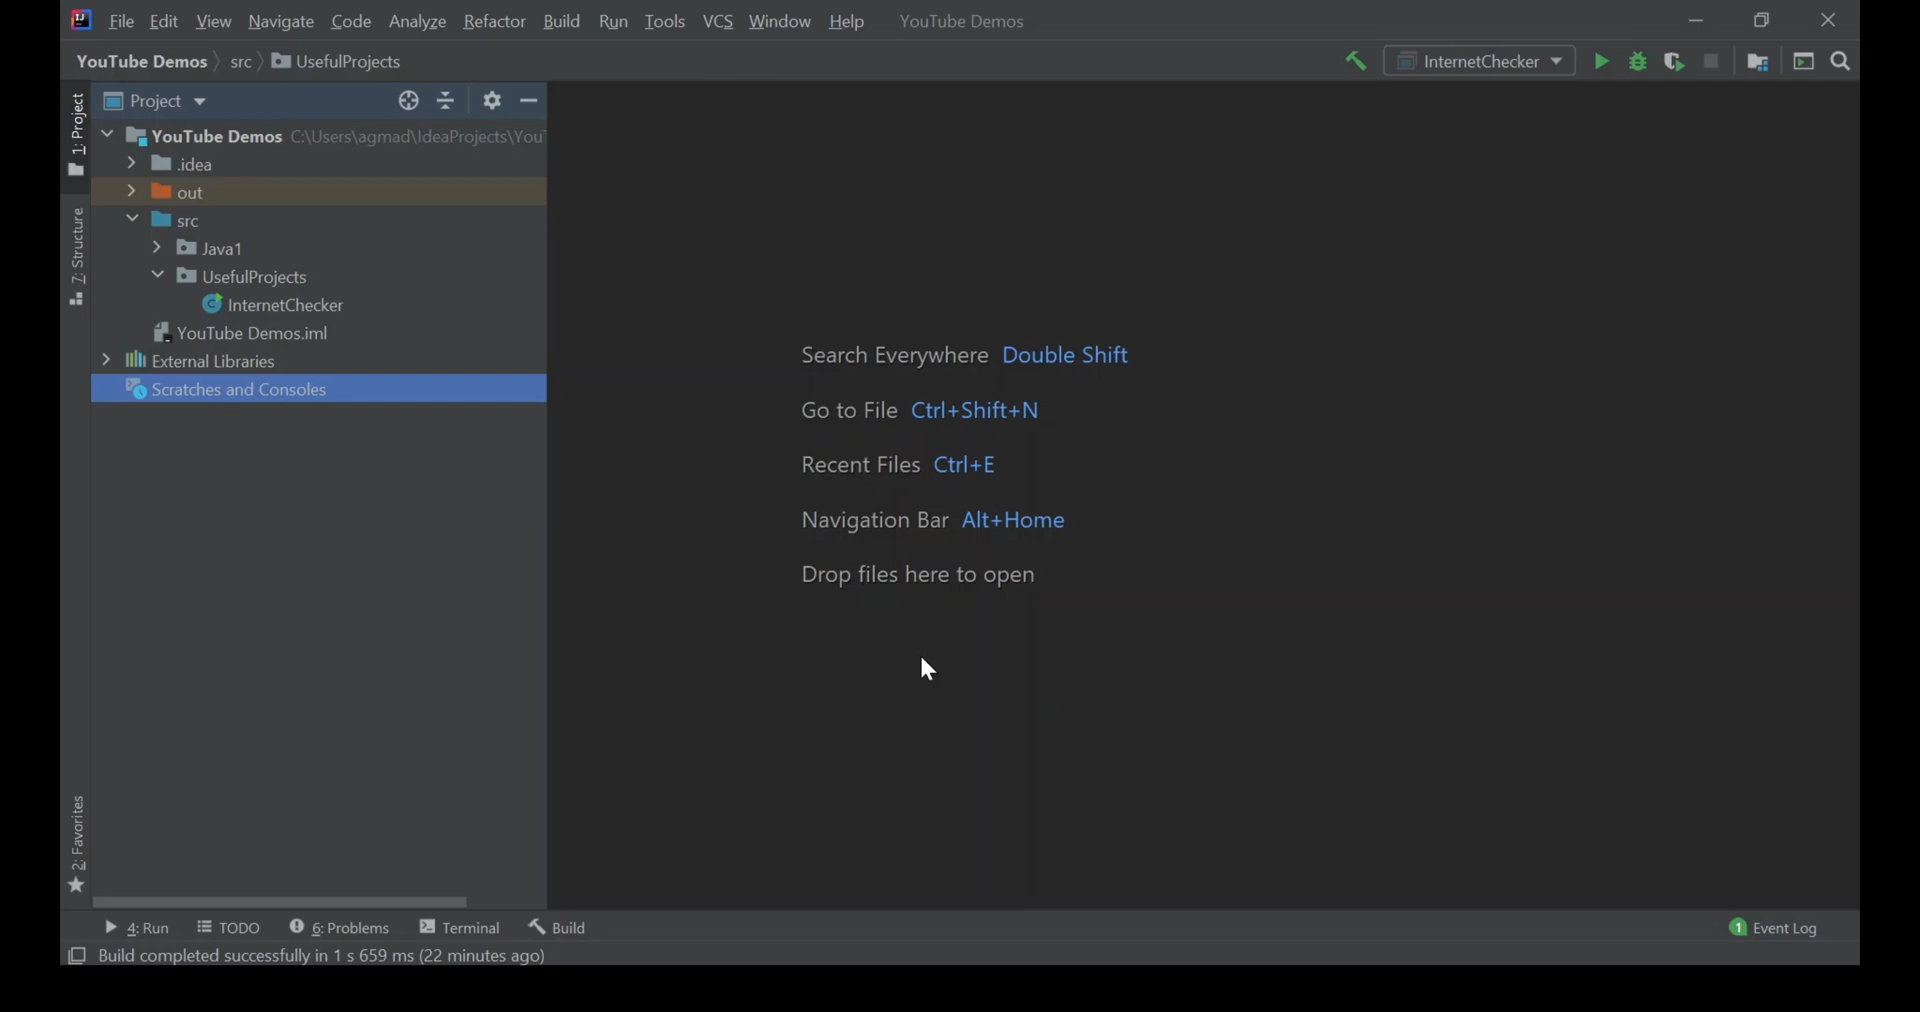 File Edit View Navigate Code Analyze Refactor Build Run Tools VCS Window Help YouTube Demos
YouTube Demos src UsefulProjects InternetChecker
1: Project
7: Structure
2: Favorites
Project
YouTube Demos C:\Users\agmad\IdeaProjects\You
.idea
out
src
Java1
UsefulProjects
InternetChecker
YouTube Demos.iml
External Libraries
Scratches and Consoles
Search Everywhere Double Shift
Go to File Ctrl+Shift+N
Recent Files Ctrl+E
Navigation Bar Alt+Home
Drop files here to open
4: Run TODO 6: Problems Terminal Build 1 Event Log
Build completed successfully in 1 s 659 ms (22 minutes ago)